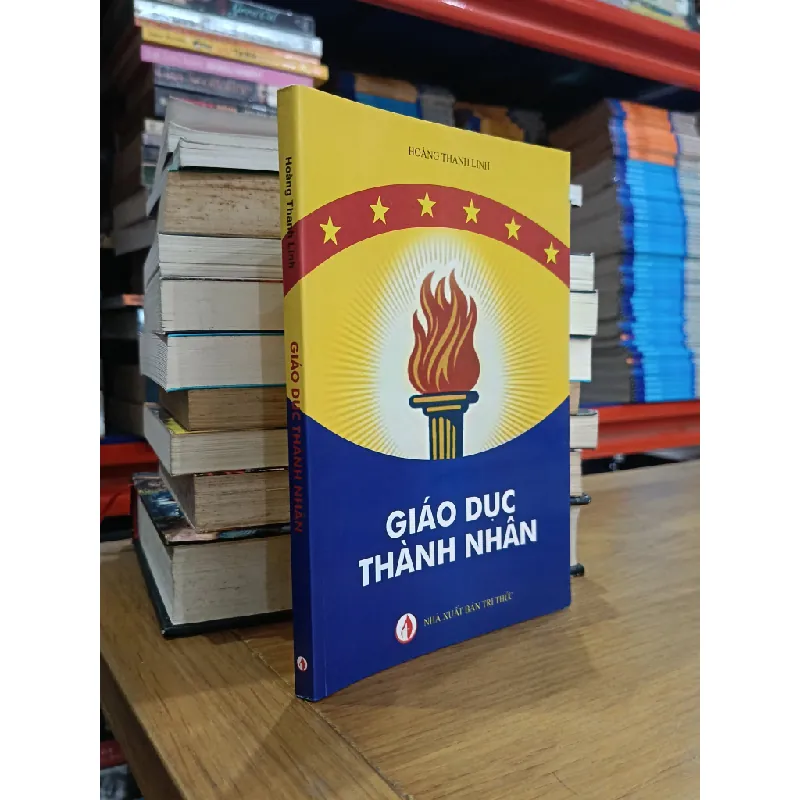 HOÀNG THANH LINH
GIÁO DỤC
THÀNH NHÂN
NHÀ XUẤT BẢN TRI THỨC
Hoàng Thanh Linh
GIÁO DỤC THÀNH NHÂN